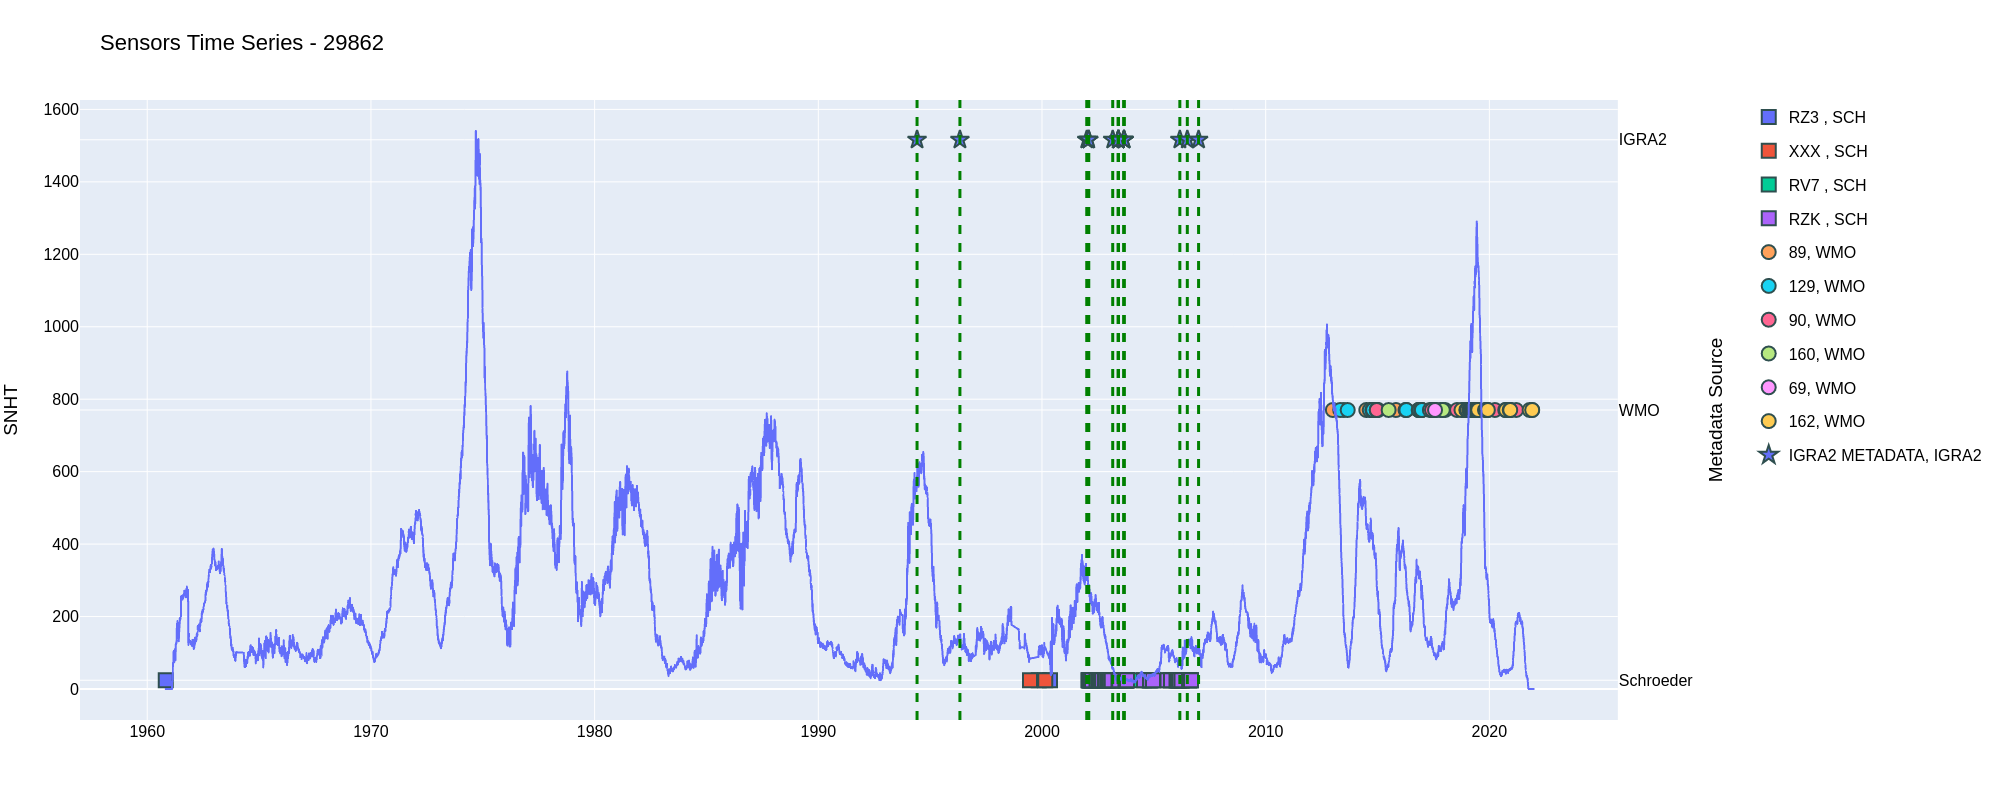 Sensors Time Series - 29862
SNHT
1600
1400
1200
1000
800
600
400
200
0
1960
1970
1980
1990
2000
2010
2020
IGRA2
WMO
Schroeder
Metadata Source
RZ3 , SCH
XXX , SCH
RV7 , SCH
RZK , SCH
89, WMO
129, WMO
90, WMO
160, WMO
69, WMO
162, WMO
IGRA2 METADATA, IGRA2